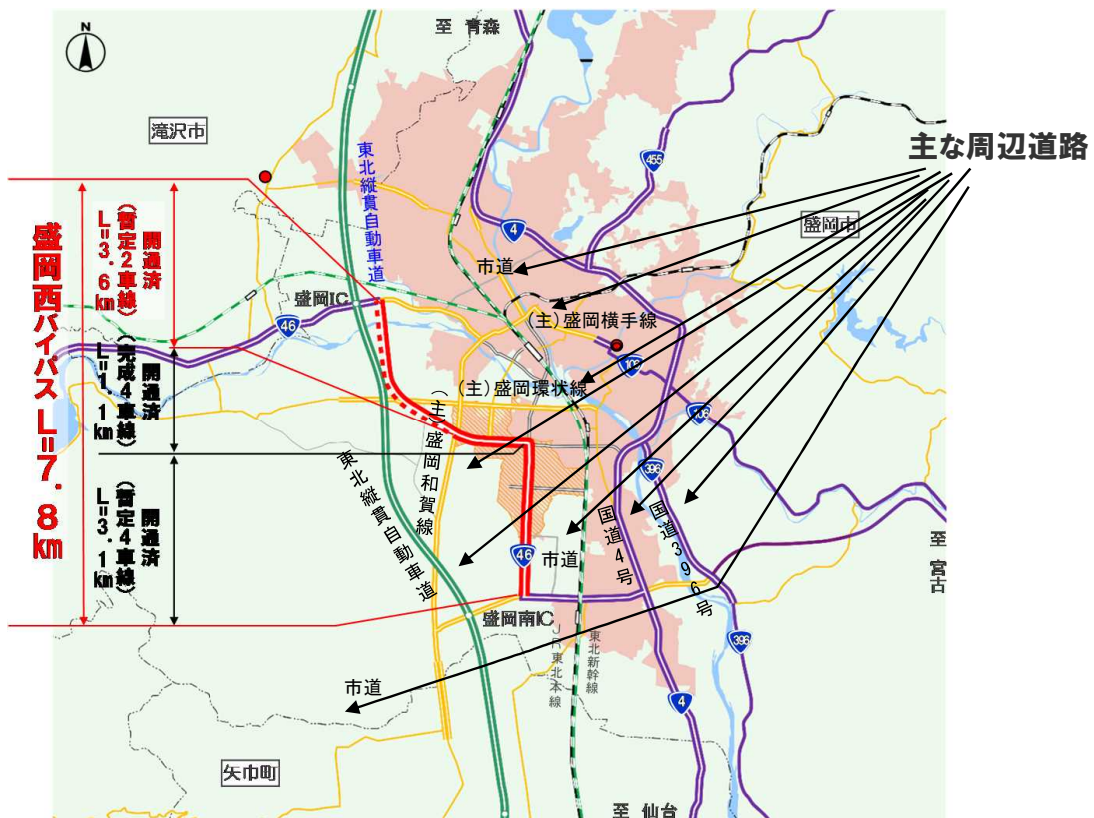 至 青森
N
滝沢市
主な周辺道路
455
東北縦貫自動車道
盛岡市
4
市道
盛岡西バイパス L=7.8km
開通済
(暫定2車線)
L=3.6km
盛岡IC
46
(主)盛岡横手線
106
開通済
(完成4車線)
L=1.1km
(主)盛岡環状線
106
(主)盛岡和賀線
東北縦貫自動車道
396
開通済
(暫定4車線)
L=3.1km
国道4号
国道396号
46
市道
至 宮古
盛岡南IC
JR東北本線
東北新幹線
396
市道
4
矢巾町
至 仙台